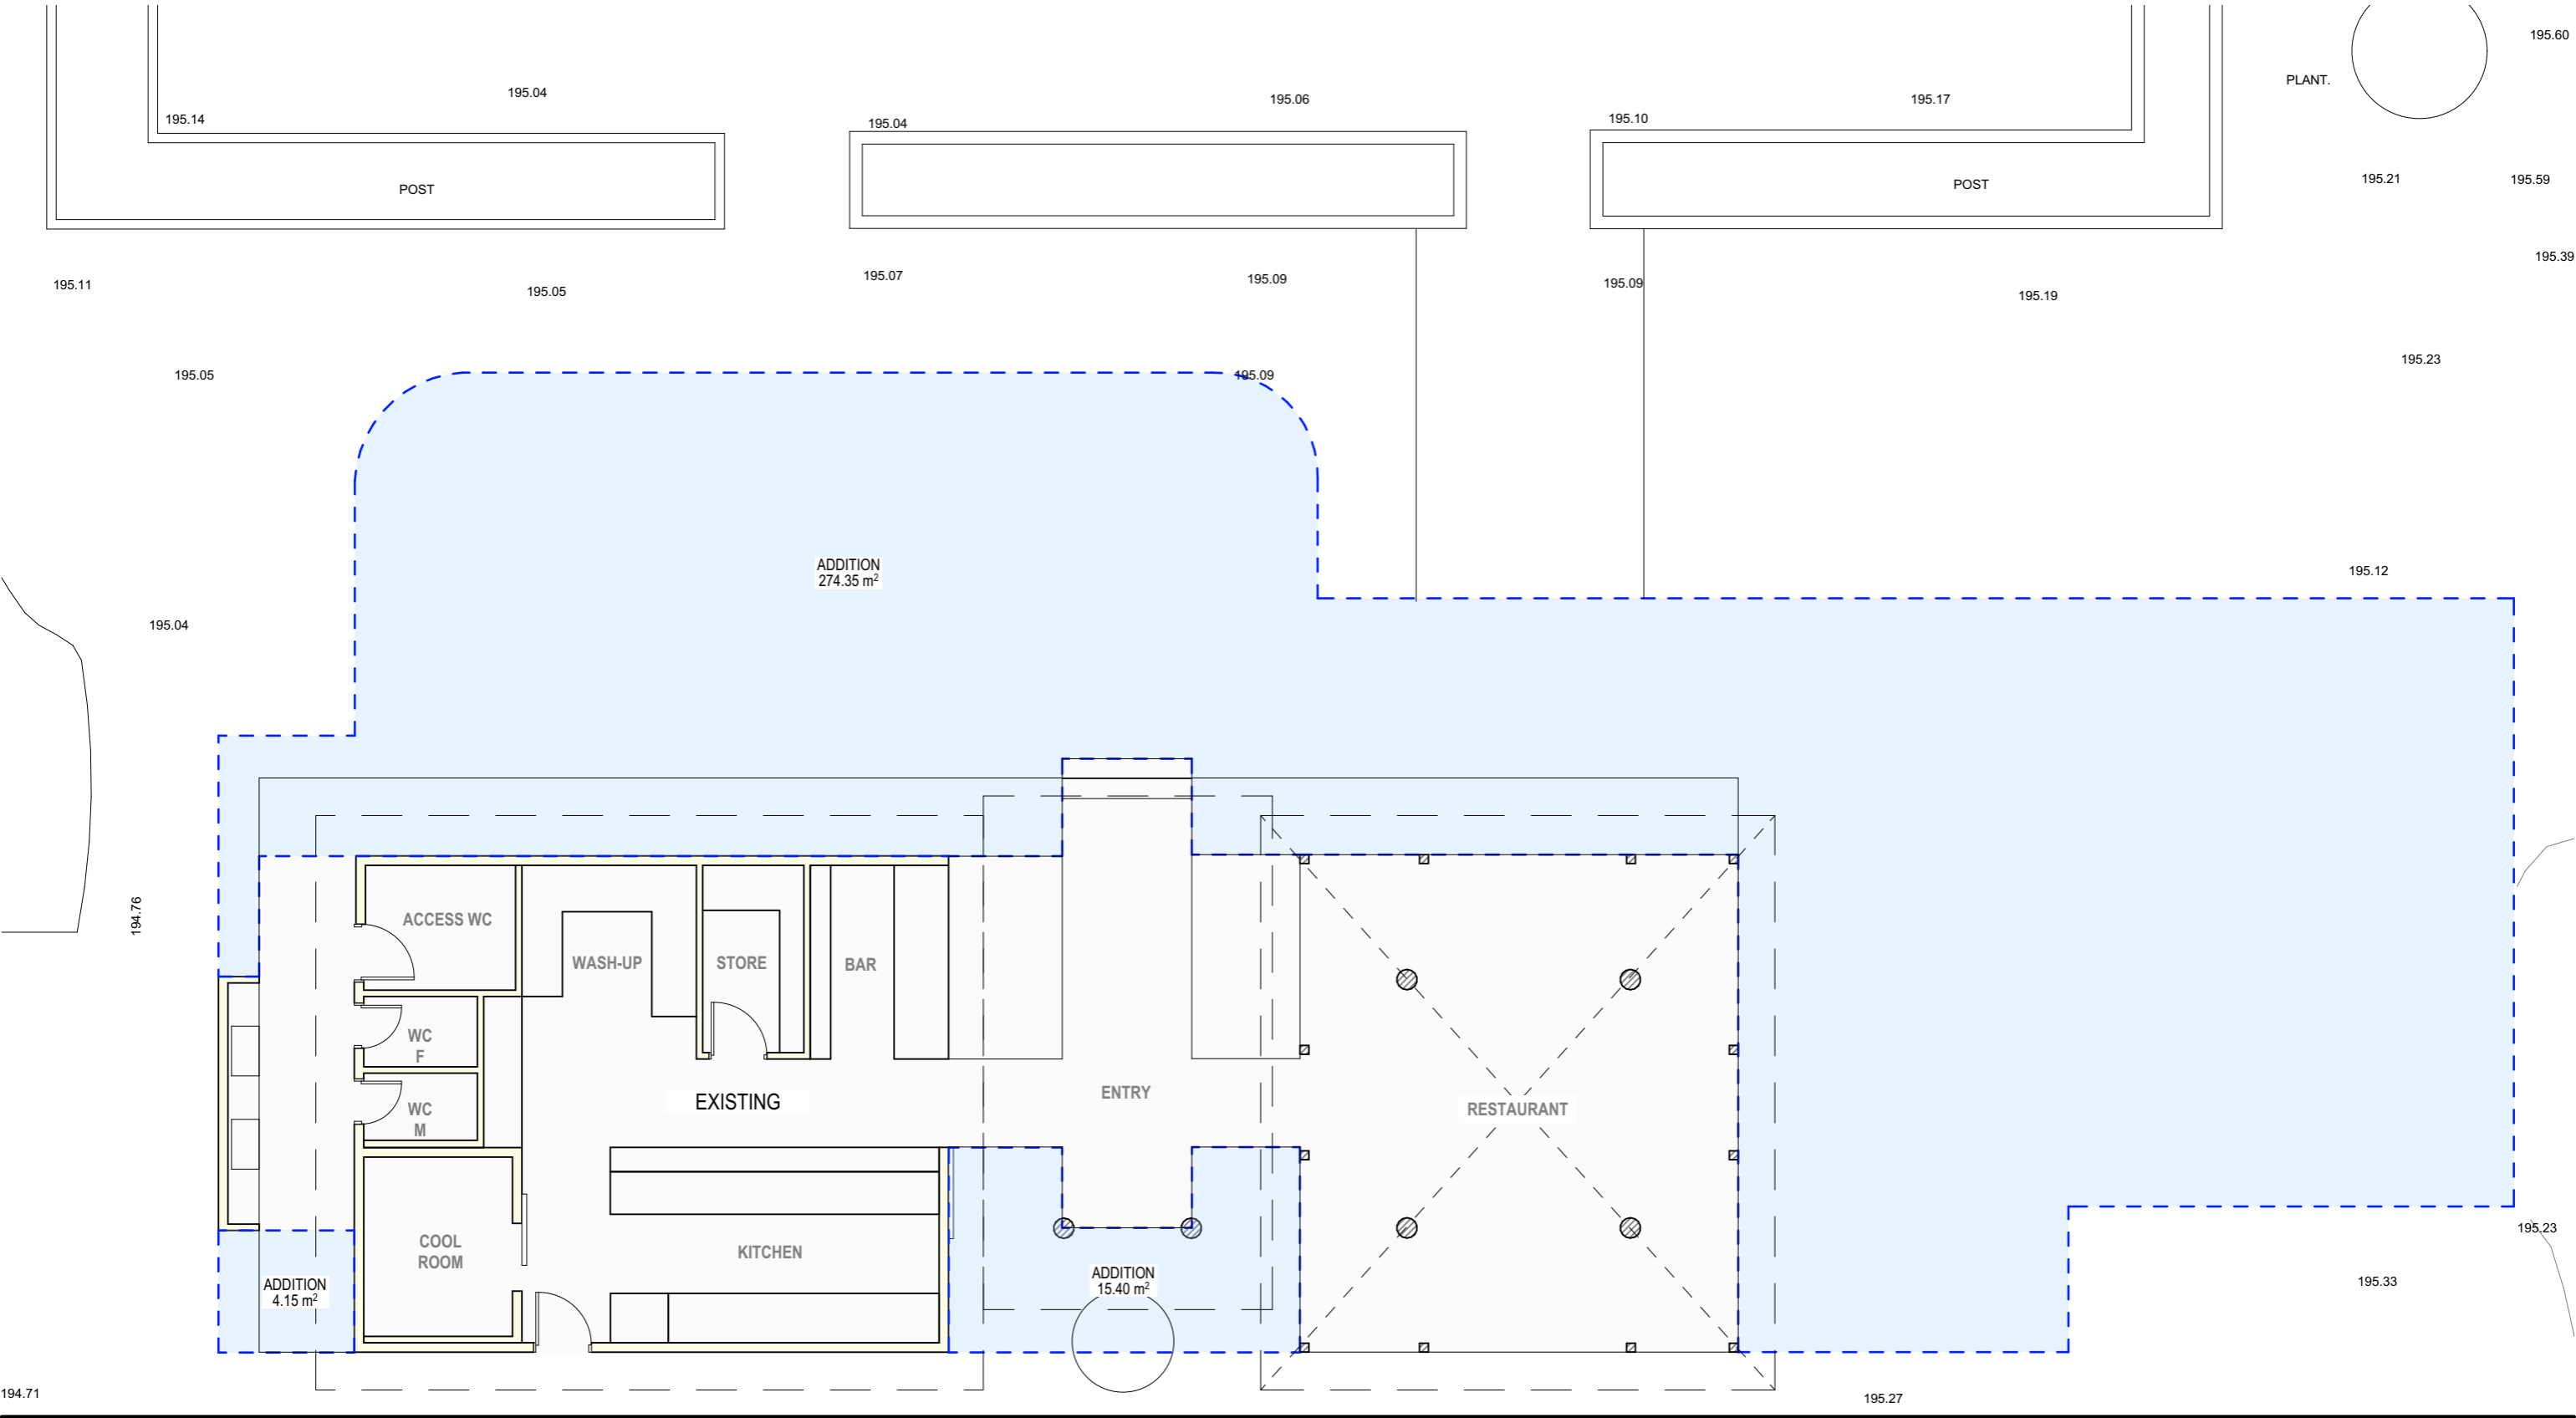 195.60
PLANT.
195.04
195.06
195.17
195.14
195.04
195.10
POST
POST
195.21
195.59
195.39
195.11
195.05
195.07
195.09
195.09
195.19
195.05
195.09
195.23
ADDITION
274.35 m²
195.12
195.04
194.76
ACCESS WC
WASH-UP
STORE
BAR
WC
F
WC
M
EXISTING
ENTRY
RESTAURANT
COOL
ROOM
KITCHEN
ADDITION
4.15 m²
ADDITION
15.40 m²
195.23
195.33
194.71
195.27